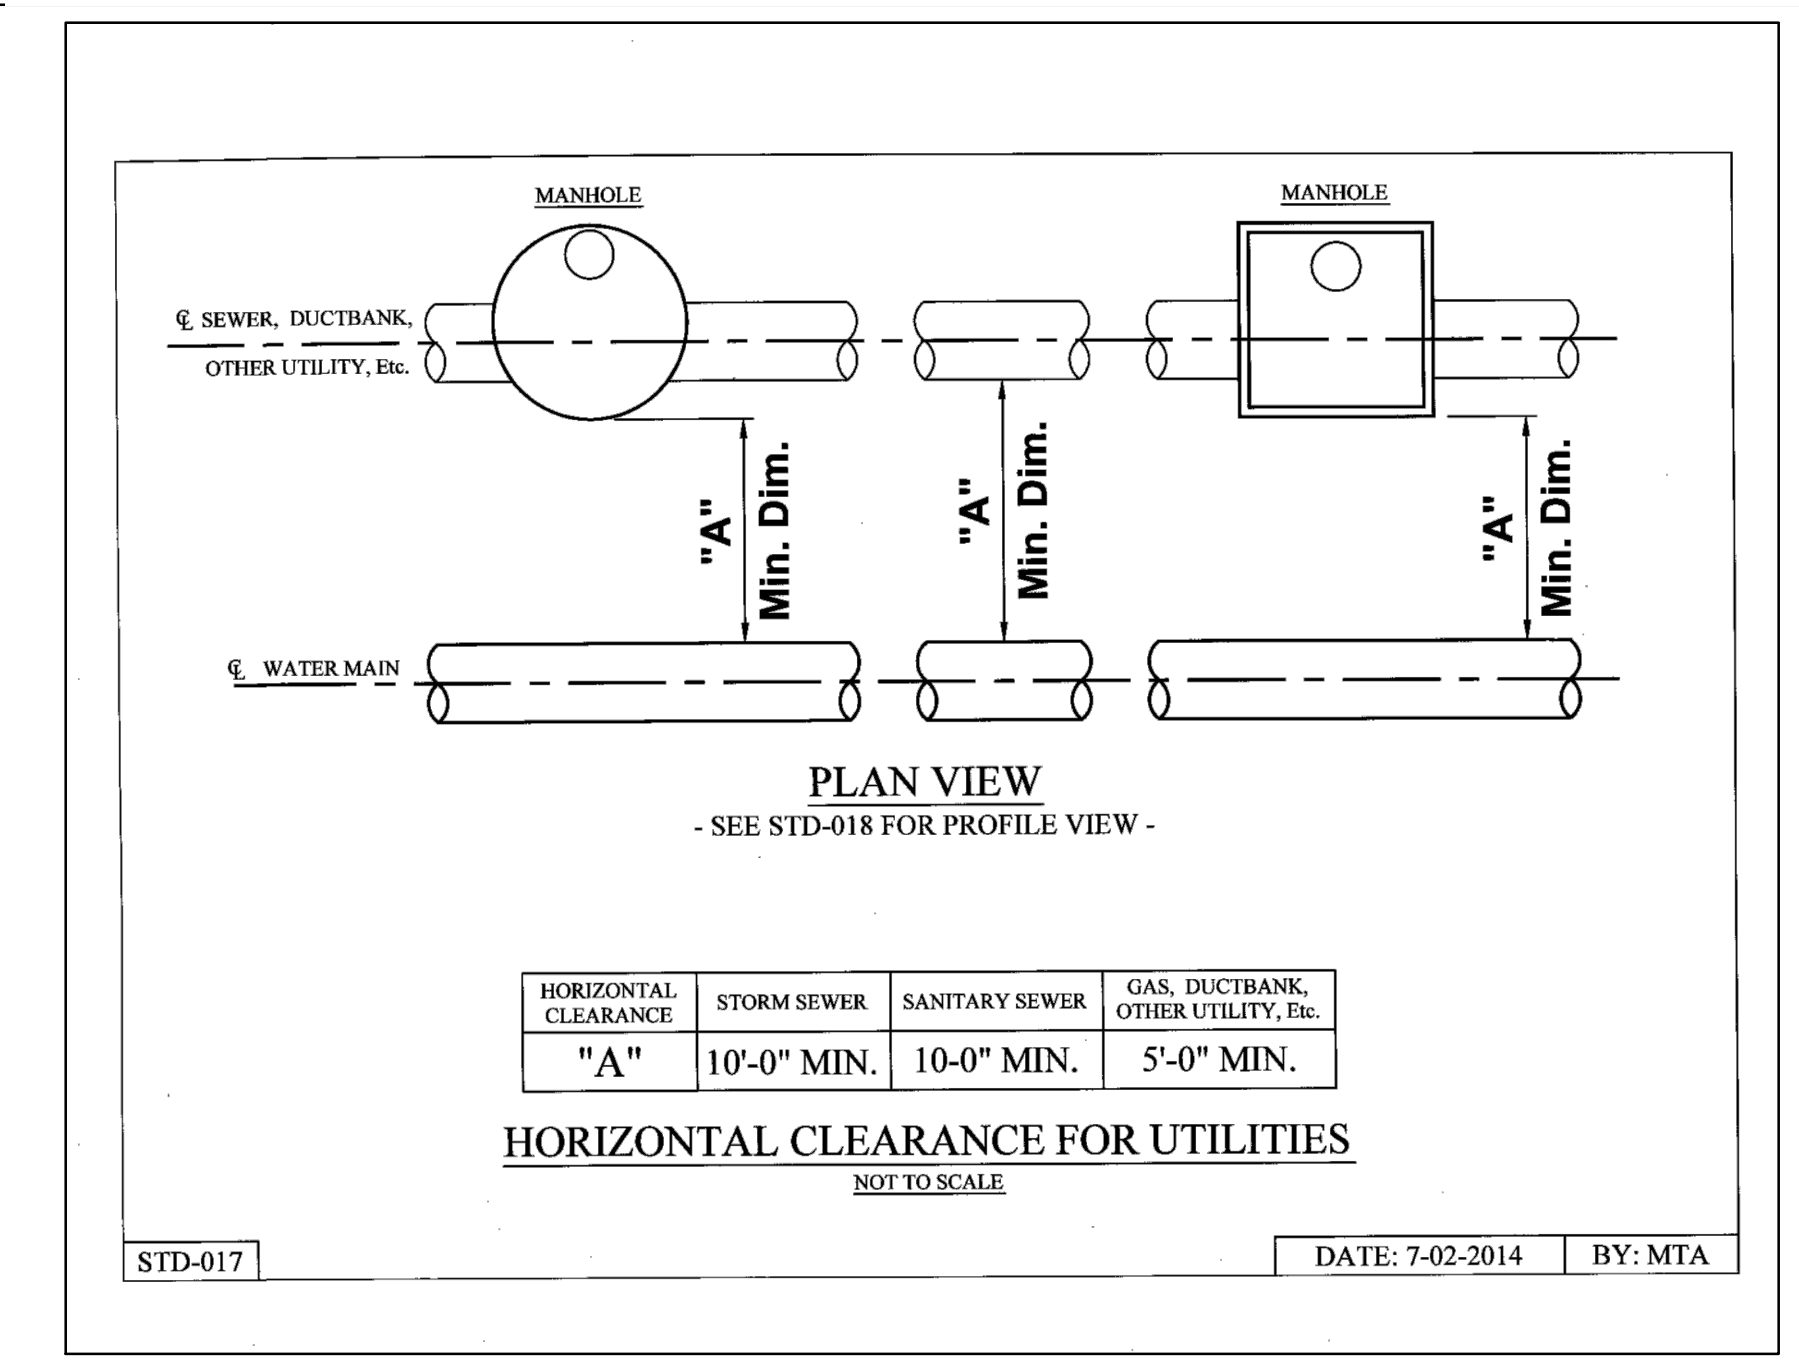 MANHOLE
MANHOLE
℄ SEWER, DUCTBANK,
OTHER UTILITY, Etc.
"A"
Min. Dim.
"A"
Min. Dim.
"A"
Min. Dim.
℄ WATER MAIN
PLAN VIEW
- SEE STD-018 FOR PROFILE VIEW -
HORIZONTAL
CLEARANCE
STORM SEWER
SANITARY SEWER
GAS, DUCTBANK,
OTHER UTILITY, Etc.
"A"
10'-0" MIN.
10-0" MIN.
5'-0" MIN.
HORIZONTAL CLEARANCE FOR UTILITIES
NOT TO SCALE
STD-017
DATE: 7-02-2014
BY: MTA